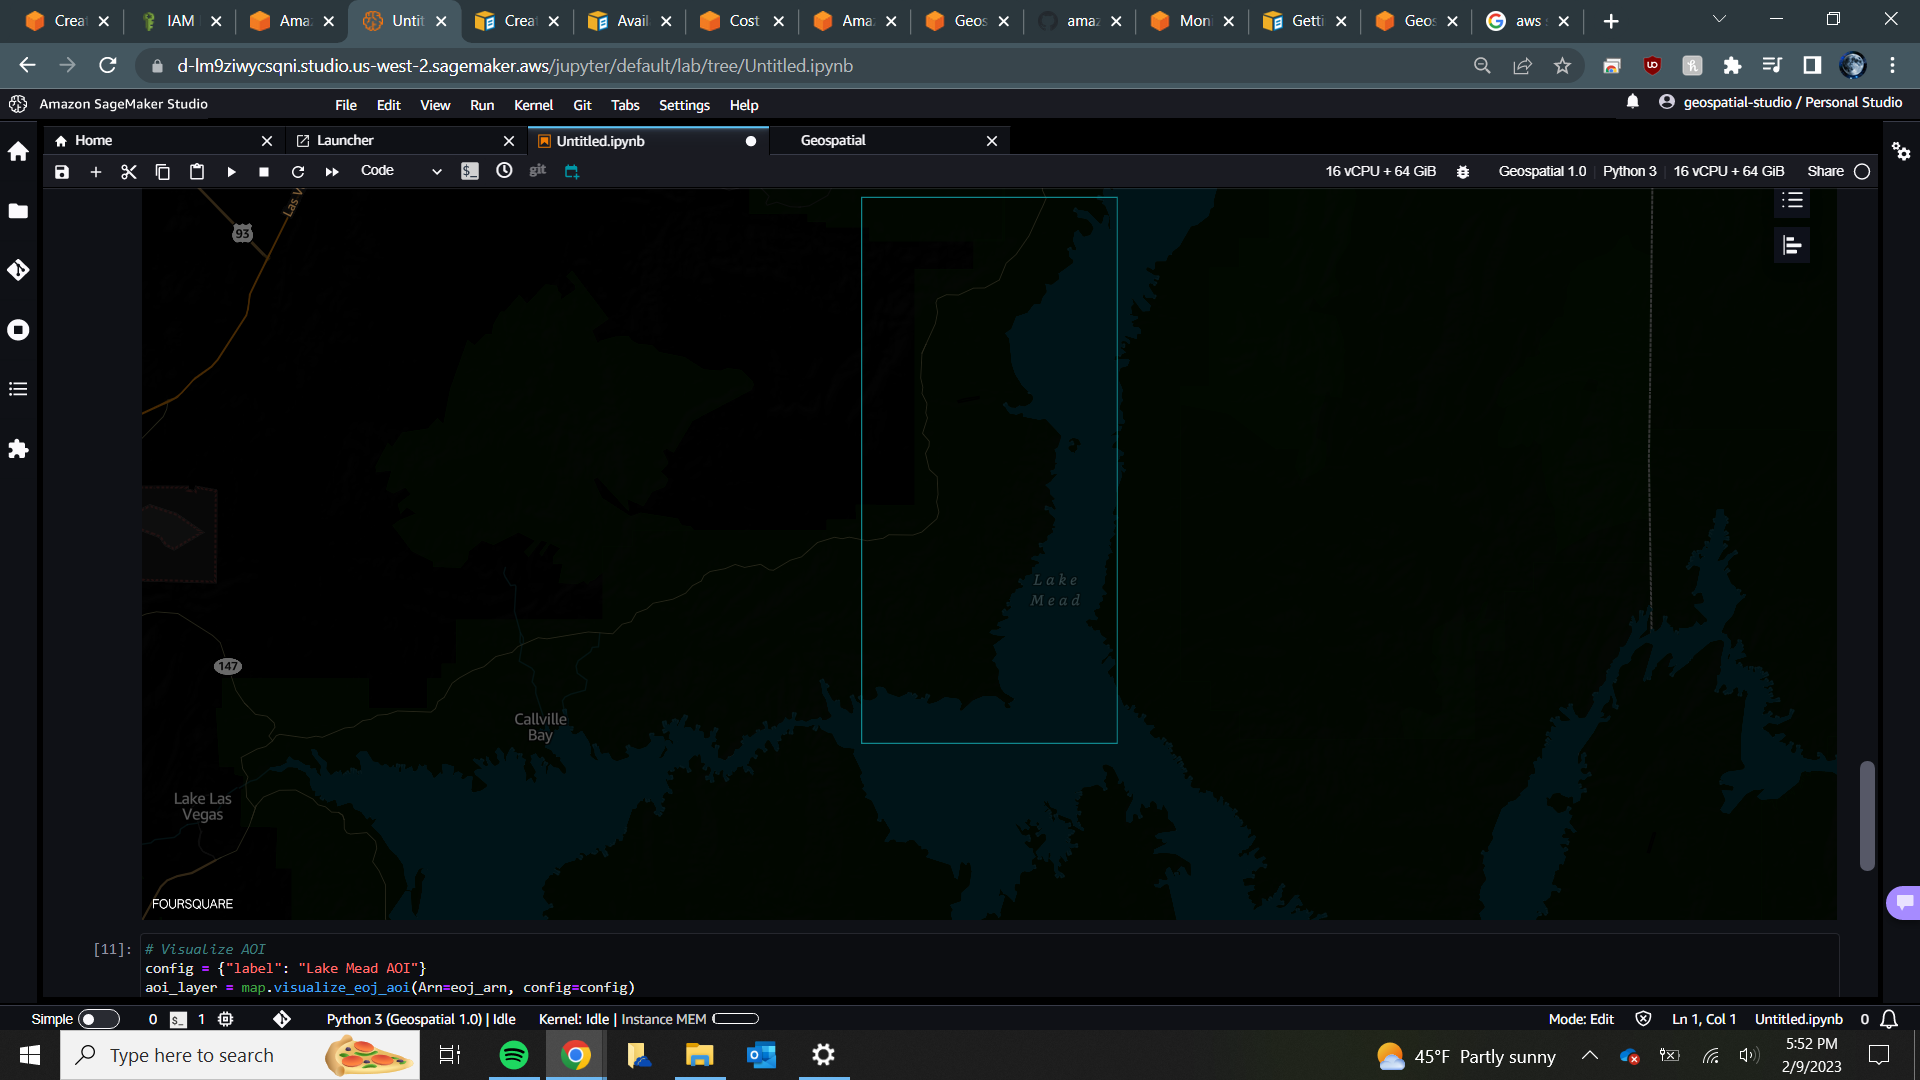 Crea
IAM
Ama
Untit
Crea
Avail
Cost
Ama
Geos
amaz
Moni
Getti
Geos
aws
d-lm9ziwycsqni.studio.us-west-2.sagemaker.aws/jupyter/default/lab/tree/Untitled.ipynb
Amazon SageMaker Studio
File Edit View Run Kernel Git Tabs Settings Help
geospatial-studio / Personal Studio
Home
Launcher
Untitled.ipynb
Geospatial
Code
git
16 vCPU + 64 GiB
Geospatial 1.0
Python 3
16 vCPU + 64 GiB
Share
93
Las V
Lake
Mead
147
Callville
Bay
Lake Las
Vegas
FOURSQUARE
[11]:
# Visualize AOI
config = {"label": "Lake Mead AOI"}
aoi_layer = map.visualize_eoj_aoi(Arn=eoj_arn, config=config)
Simple
0
1
Python 3 (Geospatial 1.0) | Idle
Kernel: Idle | Instance MEM
Mode: Edit
Ln 1, Col 1
Untitled.ipynb
0
Type here to search
45°F Partly sunny
5:52 PM
2/9/2023